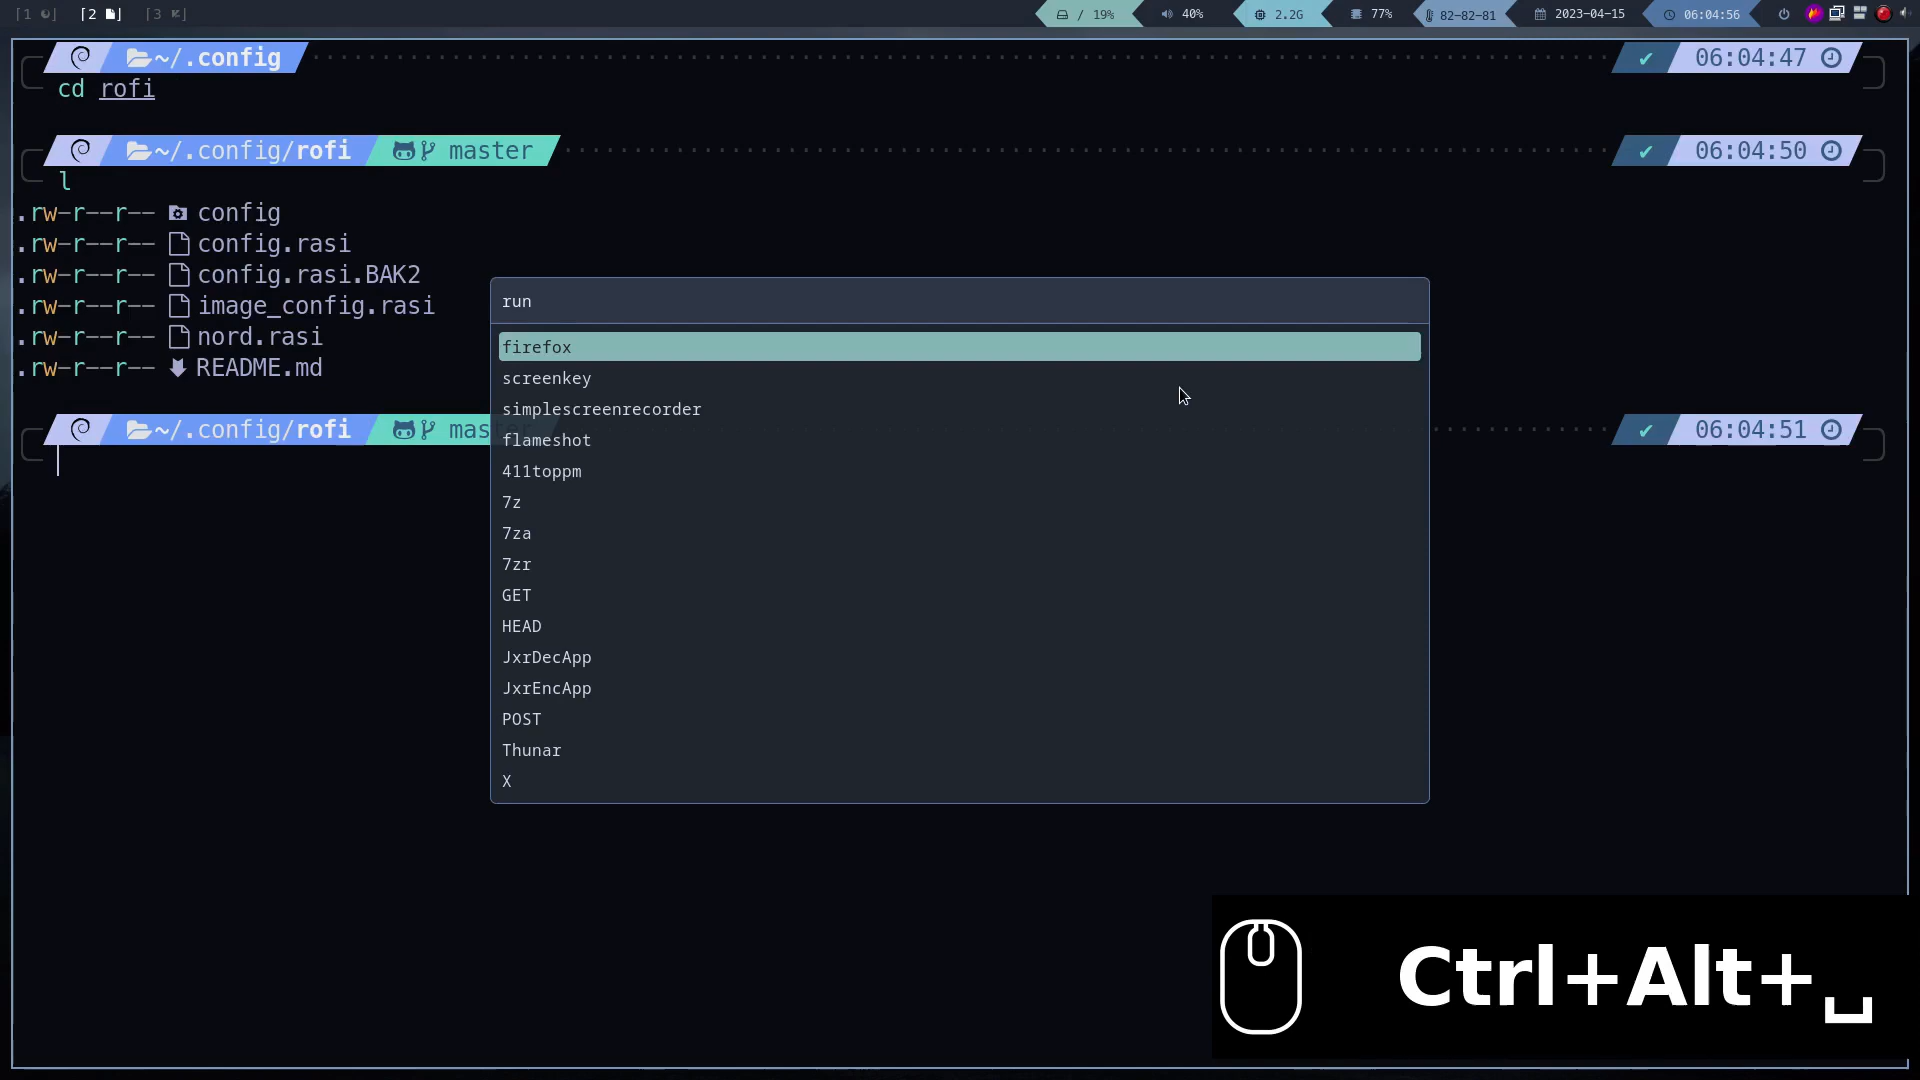 [1 ] [2 ] [3 ] / 19% 40% 2.2G 77% 82-82-81 2023-04-15 06:04:56
~/.config 06:04:47
cd rofi
~/.config/rofi master 06:04:50
l
.rw-r--r-- config
.rw-r--r-- config.rasi
.rw-r--r-- config.rasi.BAK2
.rw-r--r-- image_config.rasi
.rw-r--r-- nord.rasi
.rw-r--r-- README.md
~/.config/rofi master 06:04:51
run
firefox
screenkey
simplescreenrecorder
flameshot
411toppm
7z
7za
7zr
GET
HEAD
JxrDecApp
JxrEncApp
POST
Thunar
X
Ctrl+Alt+␣